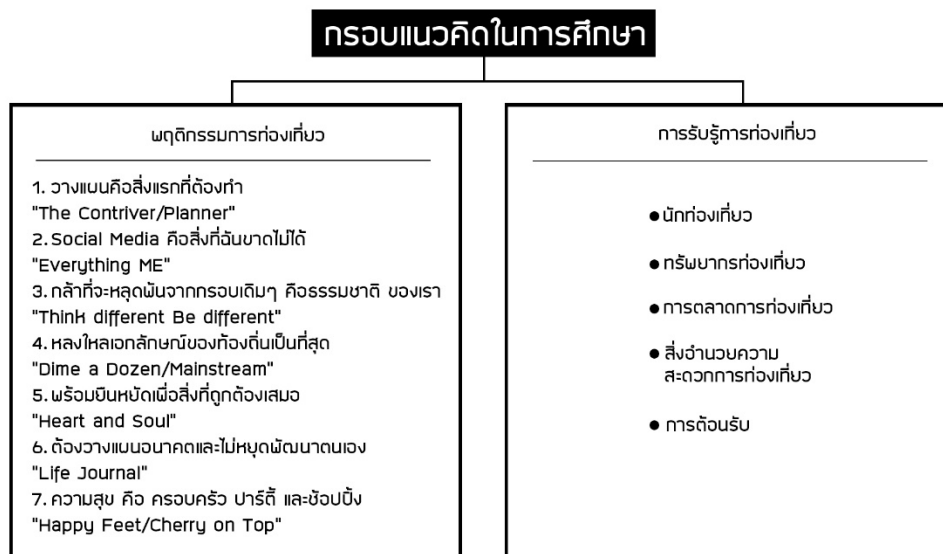 กรอบแนวคิดในการศึกษา
พฤติกรรมการท่องเที่ยว
1. วางแผนคือสิ่งแรกที่ต้องทำ
"The Contriver/Planner"
2. Social Media คือสิ่งที่ฉันขาดไม่ได้
"Everything ME"
3. กล้าที่จะหลุดพ้นจากกรอบเดิมๆ คือธรรมชาติ ของเรา
"Think different Be different"
4. หลงใหลเอกลักษณ์ของท้องถิ่นเป็นที่สุด
"Dime a Dozen/Mainstream"
5. พร้อมยืนหยัดเพื่อสิ่งที่ถูกต้องเสมอ
"Heart and Soul"
6. ต้องวางแผนอนาคตและไม่หยุดพัฒนาตนเอง
"Life Journal"
7. ความสุข คือ ครอบครัว ปาร์ตี้ และช้อปปิ้ง
"Happy Feet/Cherry on Top"
การรับรู้การท่องเที่ยว
● นักท่องเที่ยว
● ทรัพยากรท่องเที่ยว
● การตลาดการท่องเที่ยว
● สิ่งอำนวยความ
สะดวกการท่องเที่ยว
● การต้อนรับ